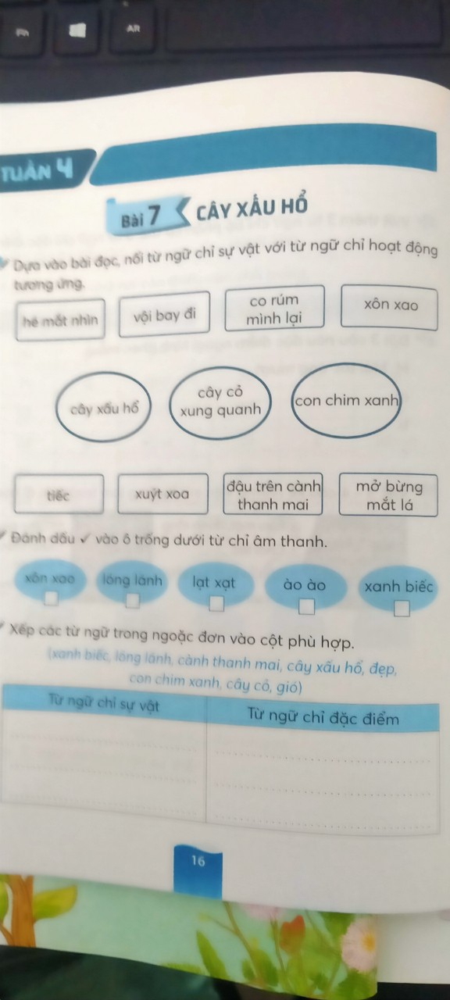 Fn
AR
TUẦN 4
Bài 7
CÂY XẤU HỔ
Dựa vào bài đọc, nối từ ngữ chỉ sự vật với từ ngữ chỉ hoạt động
tương ứng.
hé mắt nhìn
vội bay đi
co rúm
mình lại
xôn xao
cây xấu hổ
cây cỏ
xung quanh
con chim xanh
tiếc
xuýt xoa
đậu trên cành
thanh mai
mở bừng
mắt lá
Đánh dấu ✓ vào ô trống dưới từ chỉ âm thanh.
xôn xao
lóng lánh
lạt xạt
ào ào
xanh biếc
Xếp các từ ngữ trong ngoặc đơn vào cột phù hợp.
(xanh biếc, lóng lánh, cành thanh mai, cây xấu hổ, đẹp,
con chim xanh, cây cỏ, gió)
Từ ngữ chỉ sự vật
Từ ngữ chỉ đặc điểm
16